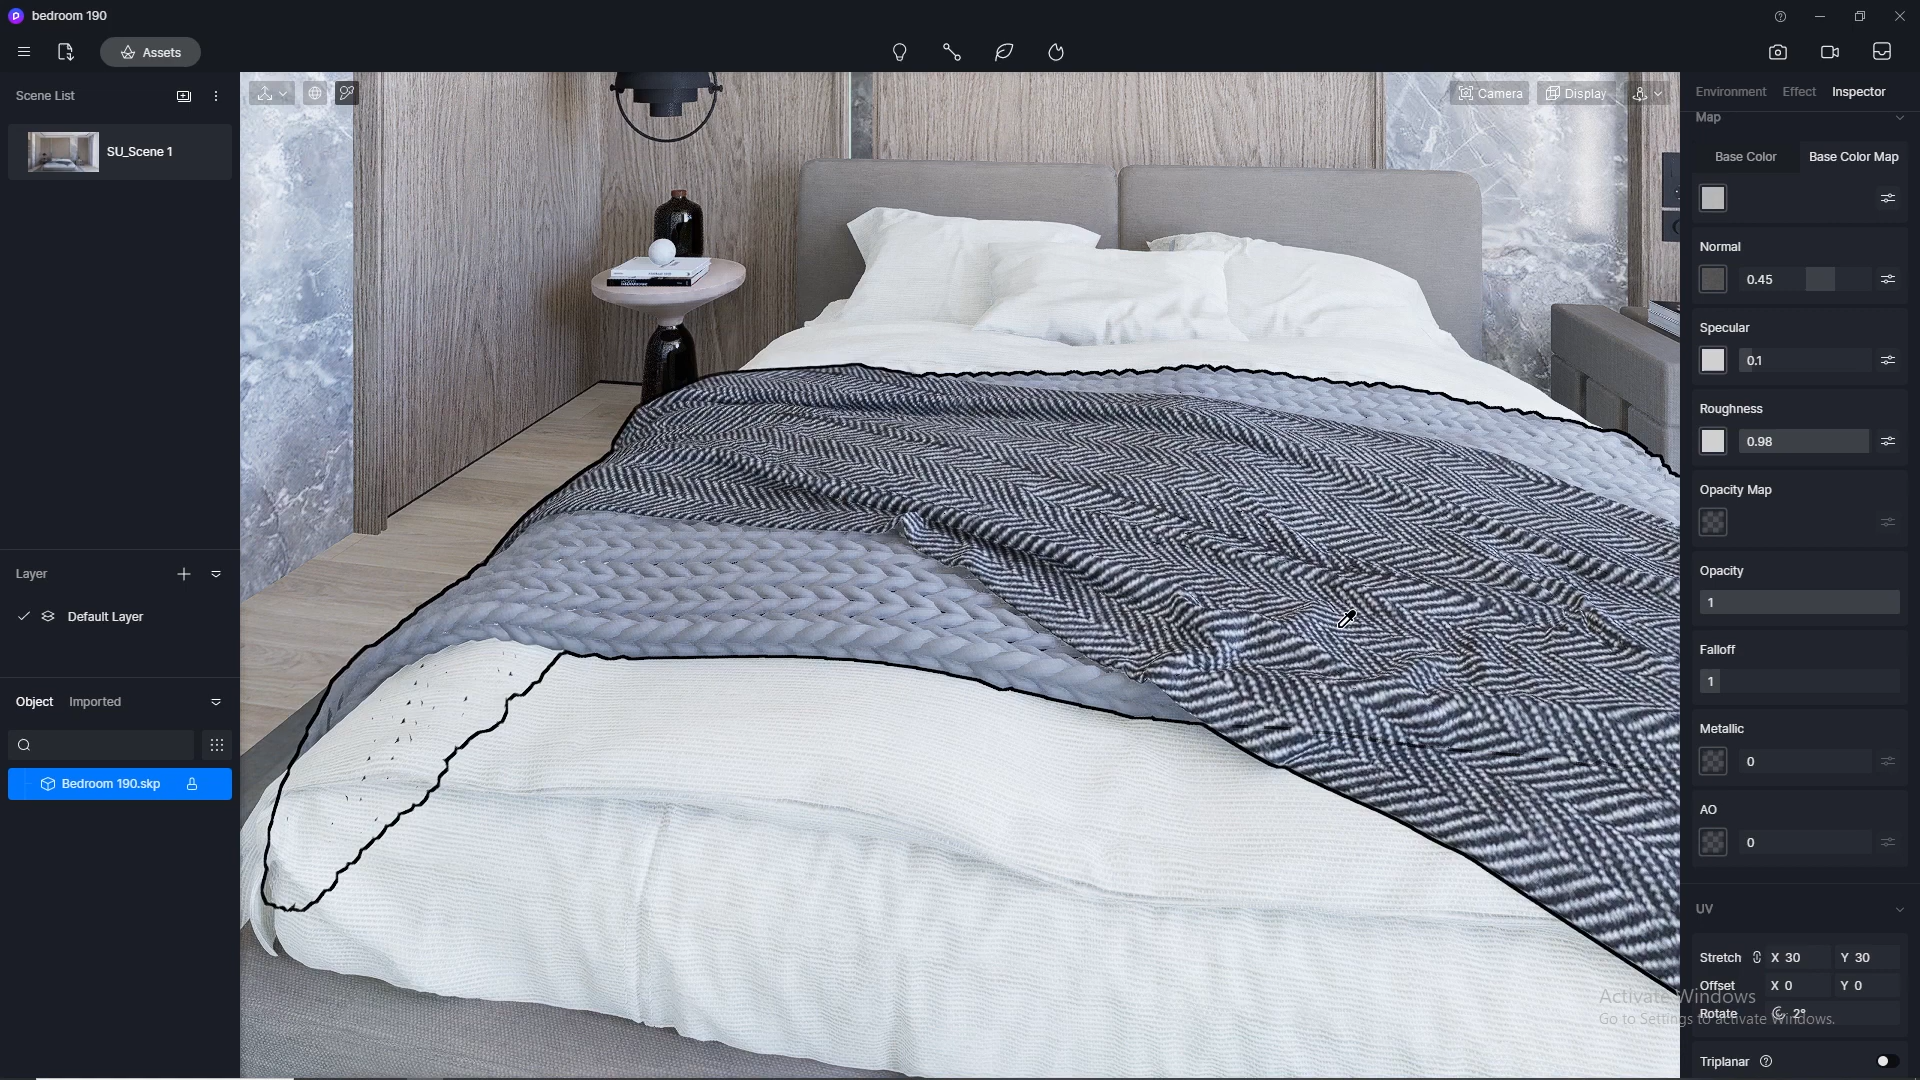 bedroom 190
Assets
Scene List
SU_Scene 1
Layer
Default Layer
Object Imported
Bedroom 190.skp
Camera
Display
Environment Effect Inspector
Map
Base Color Base Color Map
Normal
0.45
Specular
0.1
Roughness
0.98
Opacity Map
Opacity
1
Falloff
1
Metallic
0
AO
0
UV
Stretch X 30 Y 30
Offset X 0 Y 0
Rotate 2°
Triplanar
Activate Windows
Go to Settings to activate Windows.